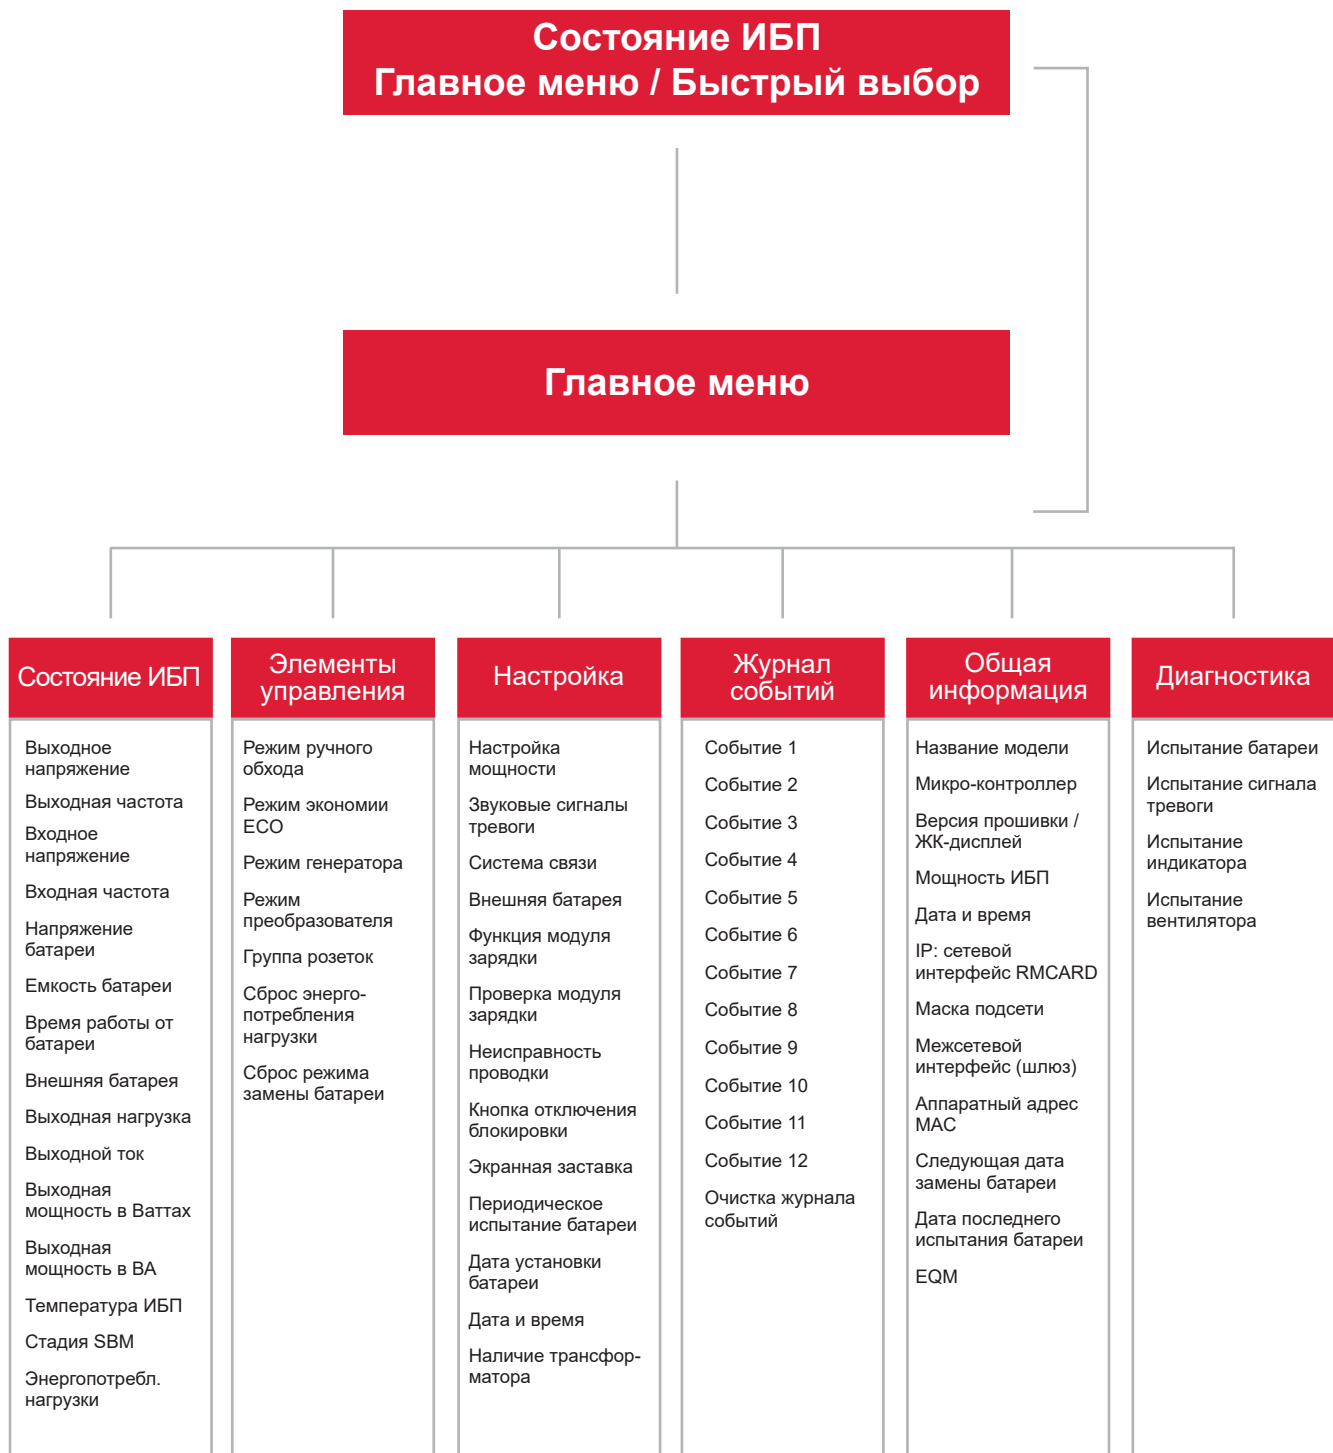 Состояние ИБП
Главное меню / Быстрый выбор
Главное меню
Состояние ИБП
Выходное
напряжение
Выходная частота
Входное
напряжение
Входная частота
Напряжение
батареи
Емкость батареи
Время работы от
батареи
Внешняя батарея
Выходная нагрузка
Выходной ток
Выходная
мощность в Ваттах
Выходная
мощность в ВА
Температура ИБП
Стадия SBM
Энергопотребл.
нагрузки
Элементы
управления
Режим ручного
обхода
Режим экономии
ECO
Режим генератора
Режим
преобразователя
Группа розеток
Сброс энерго-
потребления
нагрузки
Сброс режима
замены батареи
Настройка
Настройка
мощности
Звуковые сигналы
тревоги
Система связи
Внешняя батарея
Функция модуля
зарядки
Проверка модуля
зарядки
Неисправность
проводки
Кнопка отключения
блокировки
Экранная заставка
Периодическое
испытание батареи
Дата установки
батареи
Дата и время
Наличие трансфор-
матора
Журнал
событий
Событие 1
Событие 2
Событие 3
Событие 4
Событие 5
Событие 6
Событие 7
Событие 8
Событие 9
Событие 10
Событие 11
Событие 12
Очистка журнала
событий
Общая
информация
Название модели
Микро-контроллер
Версия прошивки /
ЖК-дисплей
Мощность ИБП
Дата и время
IP: сетевой
интерфейс RMCARD
Маска подсети
Межсетевой
интерфейс (шлюз)
Аппаратный адрес
MAC
Следующая дата
замены батареи
Дата последнего
испытания батареи
EQM
Диагностика
Испытание батареи
Испытание сигнала
тревоги
Испытание
индикатора
Испытание
вентилятора